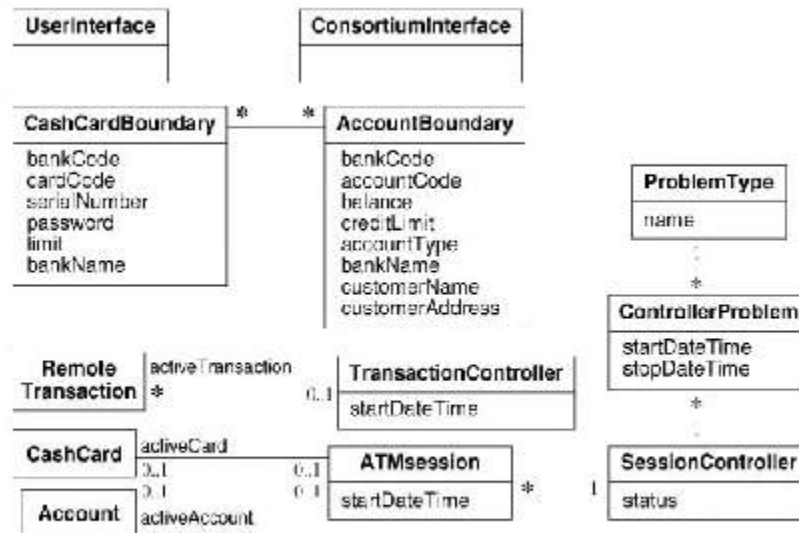 UserInterface
ConsortiumInterface
CashCardBoundary
*
*
AccountBoundary
bankCode
cardCode
serialNumber
password
limit
bankName
bankCode
accountCode
balance
creditLimit
accountType
bankName
customerName
customerAddress
ProblemType
name
*
ControllerProblem
startDateTime
stopDateTime
*
Remote
Transaction
activeTransaction
*
0..1
TransactionController
startDateTime
CashCard
activeCard
0..1
0..1
ATMsession
startDateTime
*
1
SessionController
status
0..1
0..1
Account
activeAccount